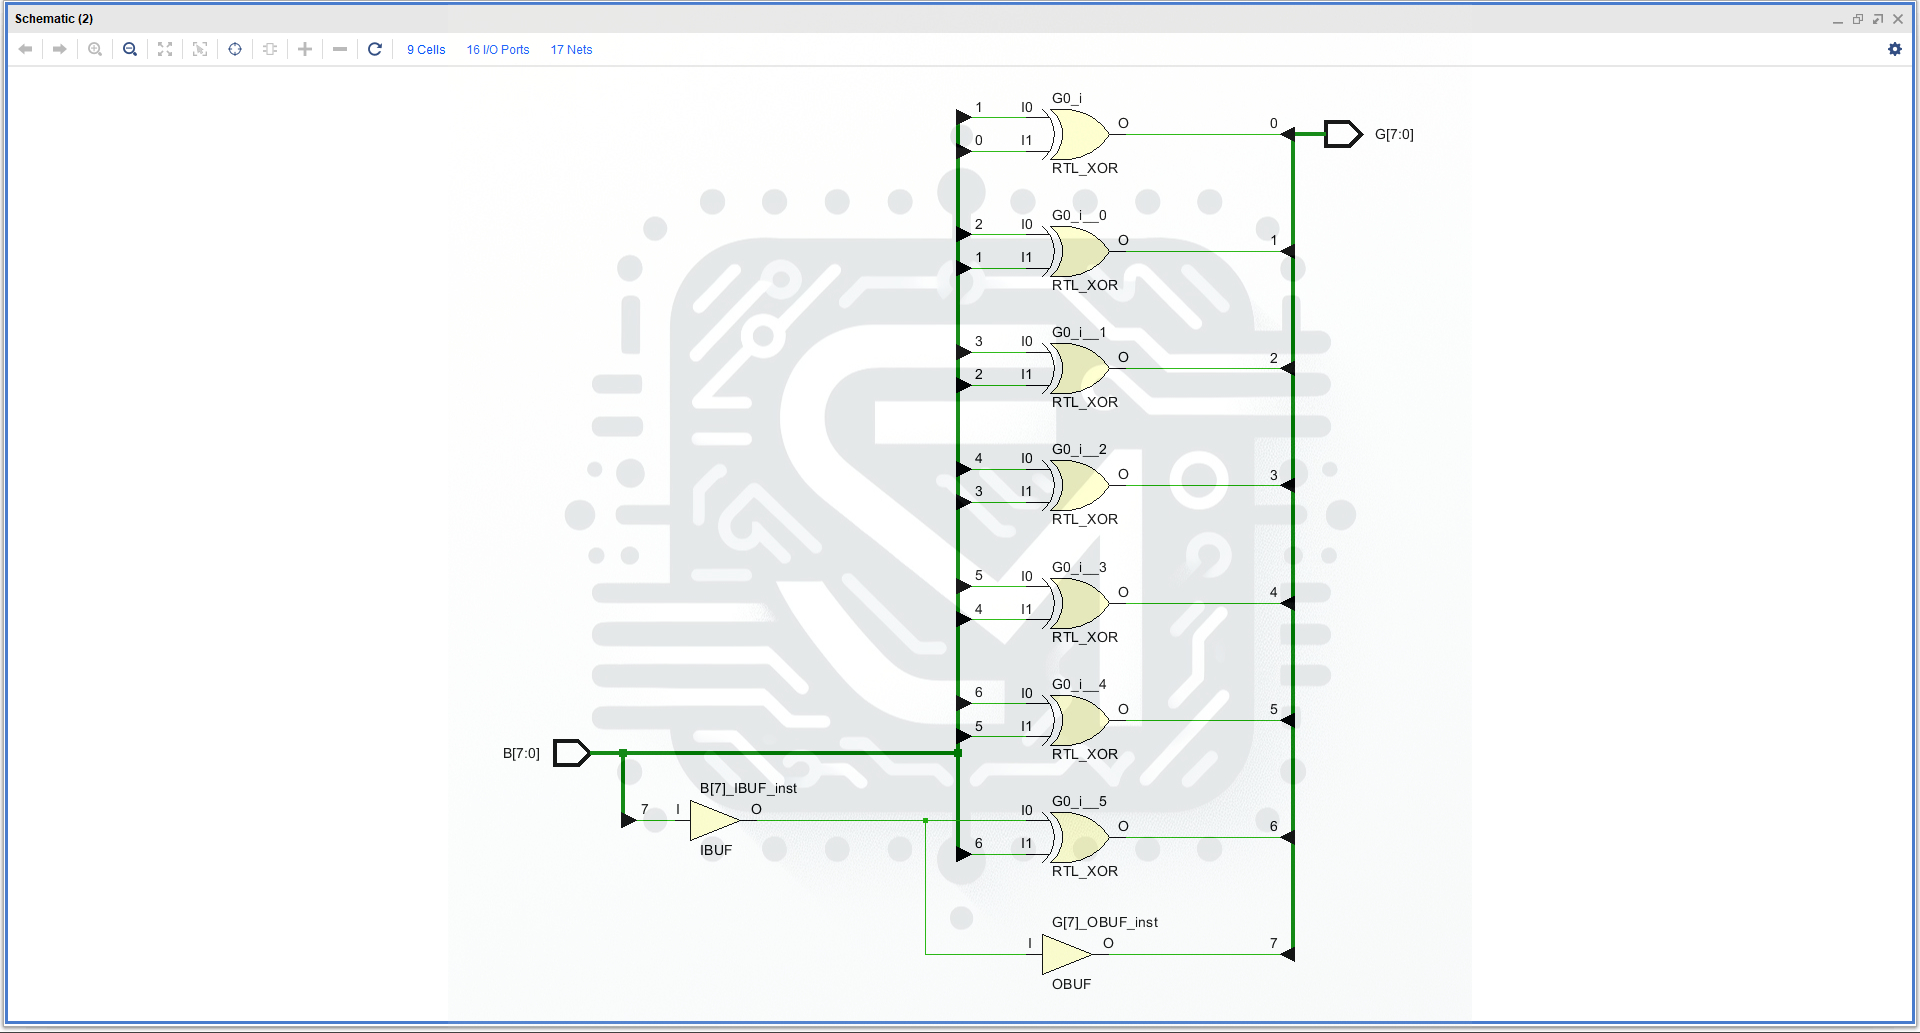 Schematic (2)
9 Cells 16 I/O Ports 17 Nets
G0_i
1 I0 O 0 G[7:0]
0 I1
RTL_XOR
G0_i__0
2 I0 O 1
1 I1
RTL_XOR
G0_i__1
3 I0 O 2
2 I1
RTL_XOR
G0_i__2
4 I0 O 3
3 I1
RTL_XOR
G0_i__3
5 I0 O 4
4 I1
RTL_XOR
G0_i__4
6 I0 O 5
5 I1
RTL_XOR
B[7:0]
B[7]_IBUF_inst
7 I O
IBUF
G0_i__5
I0 O 6
6 I1
RTL_XOR
G[7]_OBUF_inst
I O 7
OBUF